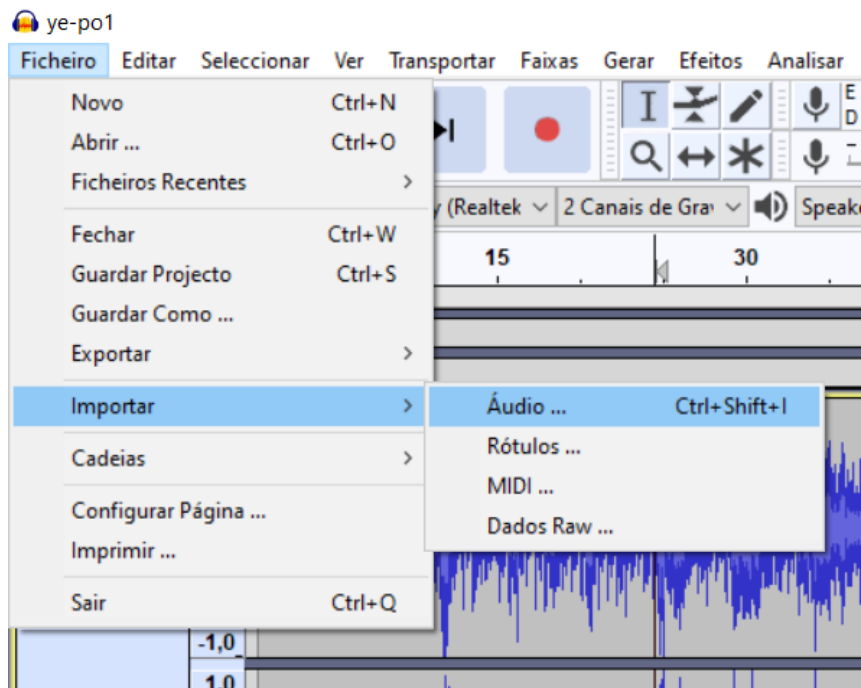 ye-po1
Ficheiro Editar Seleccionar Ver Transportar Faixas Gerar Efeitos Analisar
Novo Ctrl+N
Abrir ... Ctrl+O
Ficheiros Recentes
Fechar Ctrl+W
Guardar Projecto Ctrl+S
Guardar Como ...
Exportar
Importar
Cadeias
Configurar Página ...
Imprimir ...
Sair Ctrl+Q
Áudio ... Ctrl+Shift+I
Rótulos ...
MIDI ...
Dados Raw ...
E
D
(Realtek 2 Canais de Gra
15 30
-1,0
1,0